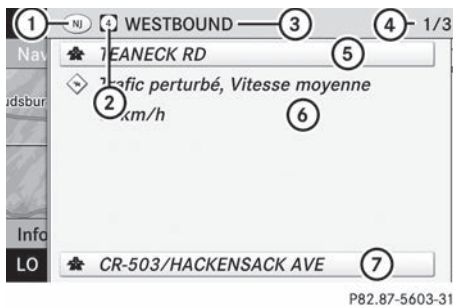 1 NJ 4 WESTBOUND 3 4 1/3
Nav TEANECK RD 5
Trafic perturbé, Vitesse moyenne
udsbur 2 km/h 6
Info
LO CR-503/HACKENSACK AVE 7
P82.87-5603-31